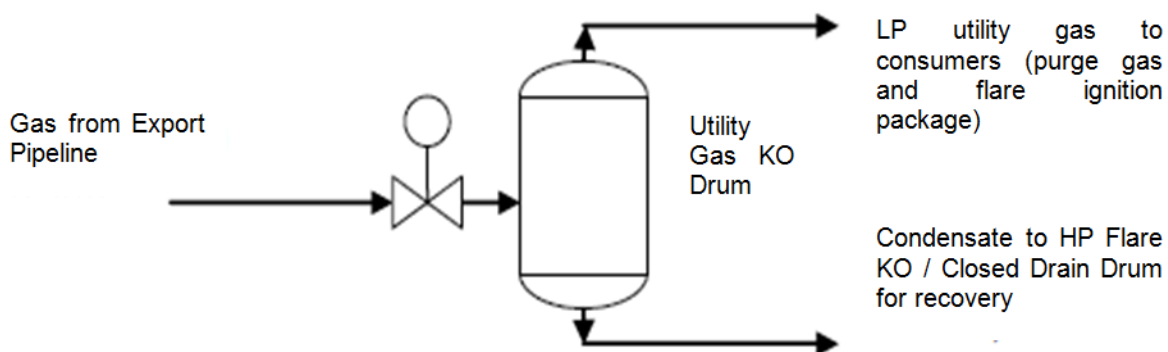 Gas from Export
Pipeline
Utility
Gas KO
Drum
LP utility gas to
consumers (purge gas
and flare ignition
package)
Condensate to HP Flare
KO / Closed Drain Drum
for recovery